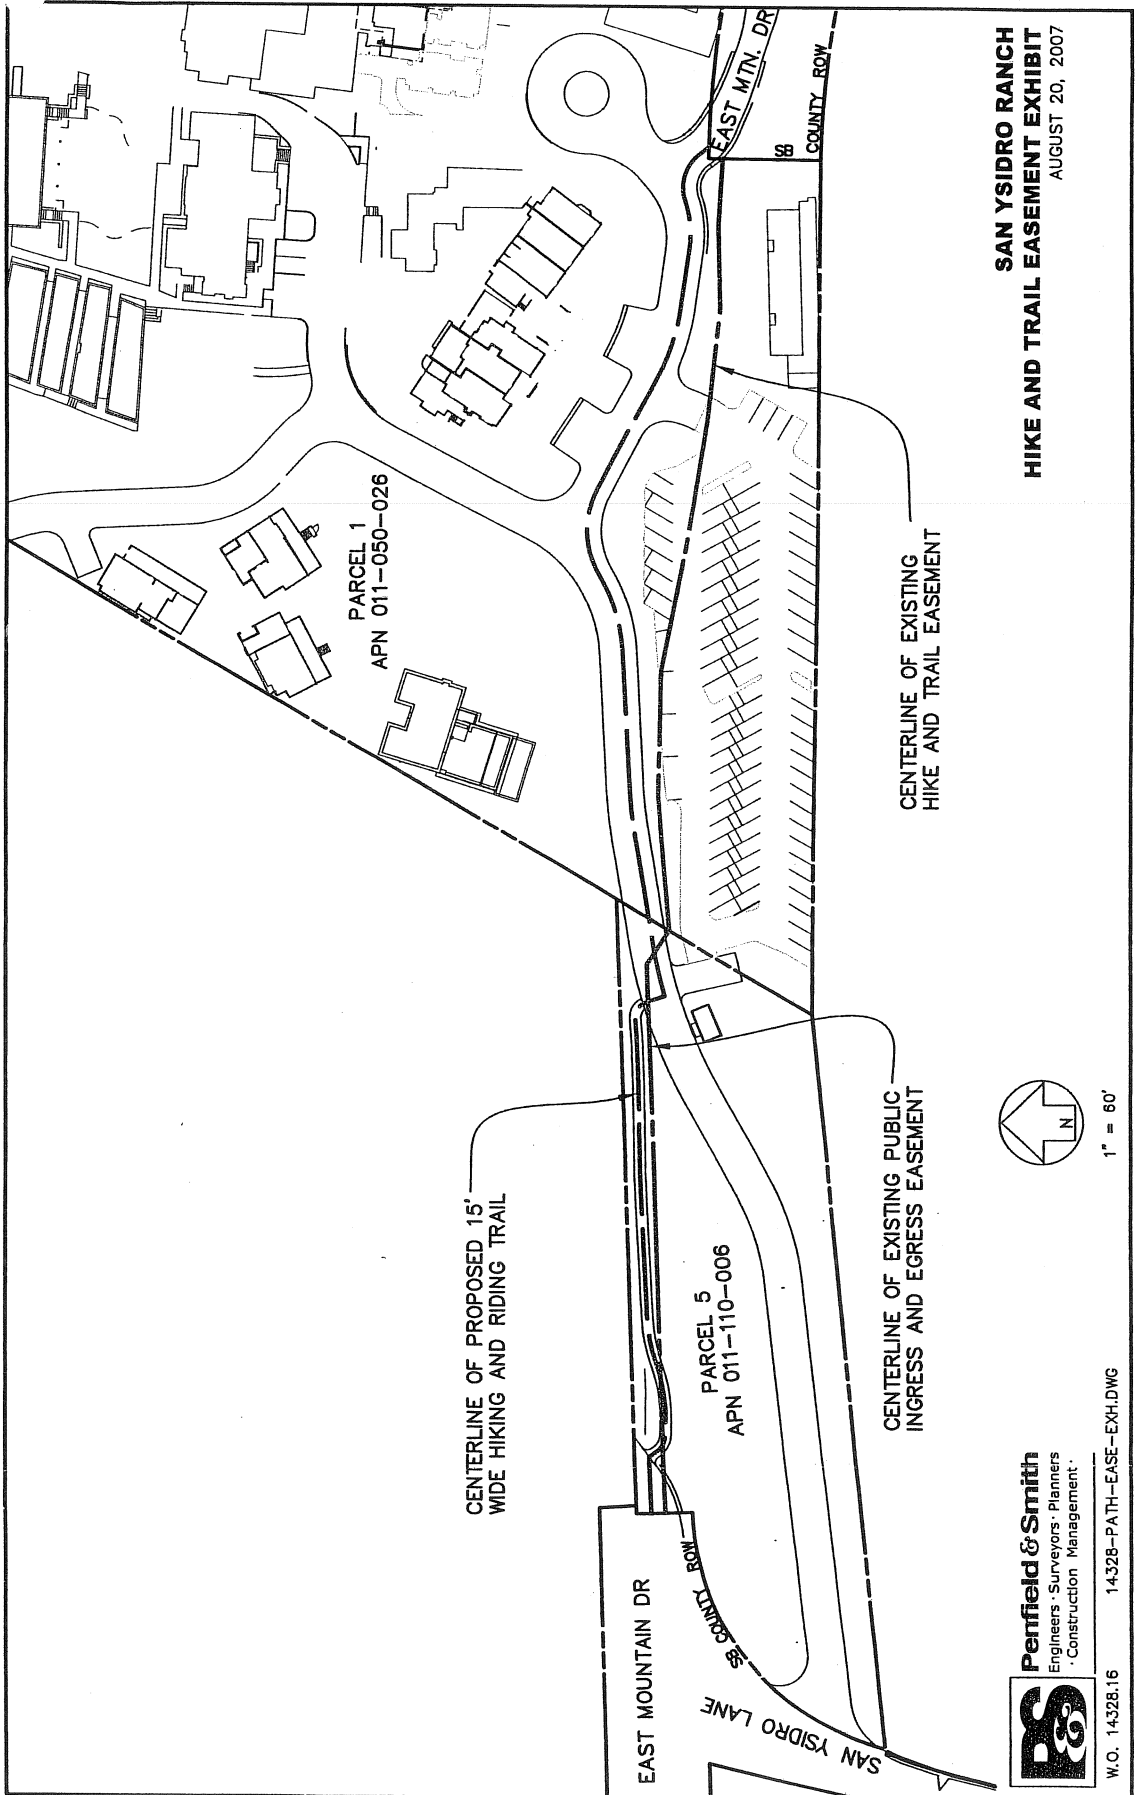 SAN YSIDRO RANCH
HIKE AND TRAIL EASEMENT EXHIBIT
AUGUST 20, 2007
EAST MTN. DR
SB
COUNTY ROW
PARCEL 1
APN 011-050-026
CENTERLINE OF EXISTING
HIKE AND TRAIL EASEMENT
CENTERLINE OF PROPOSED 15'
WIDE HIKING AND RIDING TRAIL
CENTERLINE OF EXISTING PUBLIC
INGRESS AND EGRESS EASEMENT
PARCEL 5
APN 011-110-006
EAST MOUNTAIN DR
SB COUNTY ROW
SAN YSIDRO LANE
N
1" = 60'
PS&
Penfield & Smith
Engineers · Surveyors · Planners
· Construction Management ·
W.O. 14328.16
14328-PATH-EASE-EXH.DWG